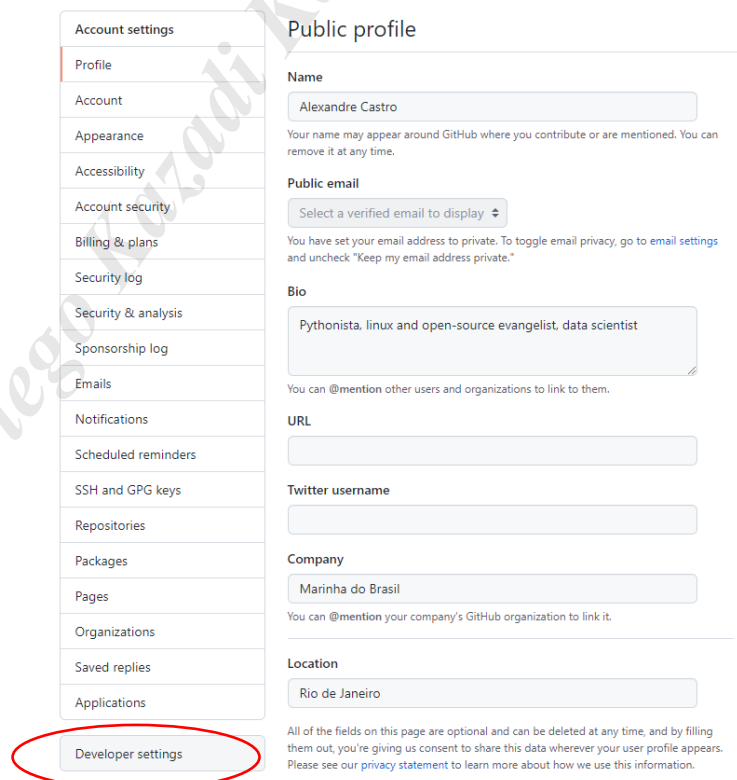 Account settings
Profile
Account
Appearance
Accessibility
Account security
Billing & plans
Security log
Security & analysis
Sponsorship log
Emails
Notifications
Scheduled reminders
SSH and GPG keys
Repositories
Packages
Pages
Organizations
Saved replies
Applications
Developer settings
Public profile
Name
Alexandre Castro
Your name may appear around GitHub where you contribute or are mentioned. You can
remove it at any time.
Public email
Select a verified email to display
You have set your email address to private. To toggle email privacy, go to email settings
and uncheck "Keep my email address private."
Bio
Pythonista, linux and open-source evangelist, data scientist
You can @mention other users and organizations to link to them.
URL
Twitter username
Company
Marinha do Brasil
You can @mention your company's GitHub organization to link it.
Location
Rio de Janeiro
All of the fields on this page are optional and can be deleted at any time, and by filling
them out, you're giving us consent to share this data wherever your user profile appears.
Please see our privacy statement to learn more about how we use this information.
Kazadi